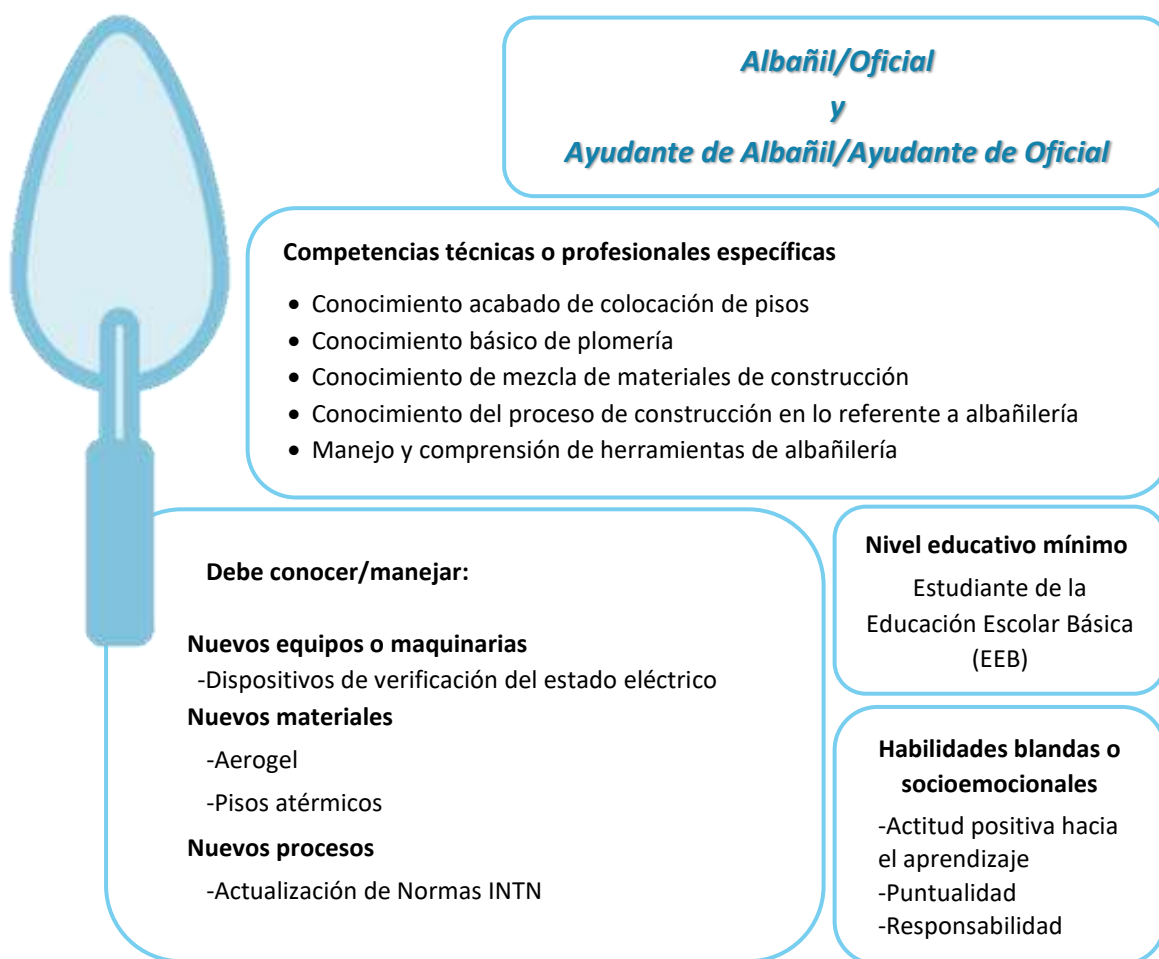 Albañil/Oficial
y
Ayudante de Albañil/Ayudante de Oficial
Competencias técnicas o profesionales específicas
• Conocimiento acabado de colocación de pisos
• Conocimiento básico de plomería
• Conocimiento de mezcla de materiales de construcción
• Conocimiento del proceso de construcción en lo referente a albañilería
• Manejo y comprensión de herramientas de albañilería
Debe conocer/manejar:
Nuevos equipos o maquinarias
-Dispositivos de verificación del estado eléctrico
Nuevos materiales
-Aerogel
-Pisos atérmicos
Nuevos procesos
-Actualización de Normas INTN
Nivel educativo mínimo
Estudiante de la
Educación Escolar Básica
(EEB)
Habilidades blandas o
socioemocionales
-Actitud positiva hacia
el aprendizaje
-Puntualidad
-Responsabilidad